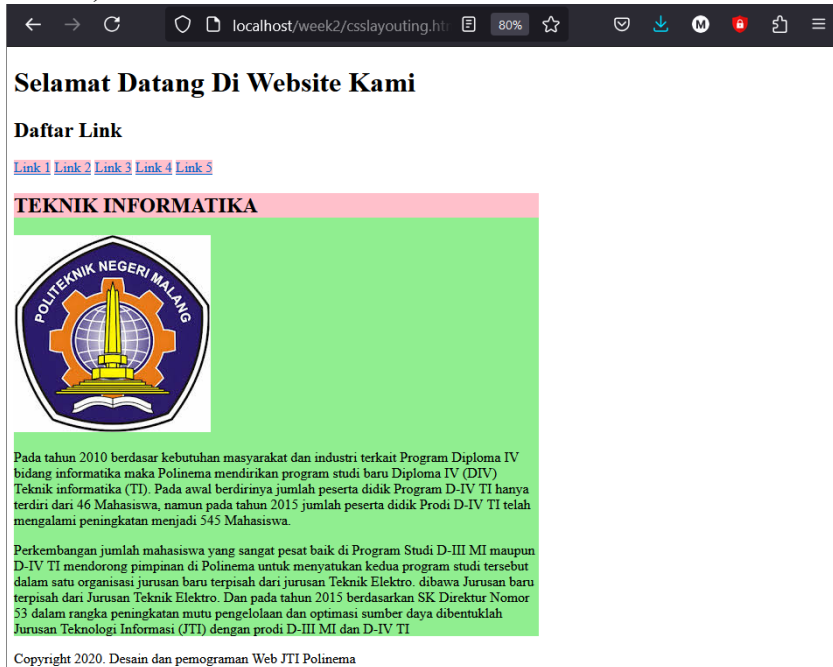 localhost/week2/csslayouting.ht
80%
M
Selamat Datang Di Website Kami
Daftar Link
Link 1 Link 2 Link 3 Link 4 Link 5
TEKNIK INFORMATIKA
POLITEKNIK NEGERI MALANG
Pada tahun 2010 berdasar kebutuhan masyarakat dan industri terkait Program Diploma IV
bidang informatika maka Polinema mendirikan program studi baru Diploma IV (DIV)
Teknik informatika (TI). Pada awal berdirinya jumlah peserta didik Program D-IV TI hanya
terdiri dari 46 Mahasiswa, namun pada tahun 2015 jumlah peserta didik Prodi D-IV TI telah
mengalami peningkatan menjadi 545 Mahasiswa.
Perkembangan jumlah mahasiswa yang sangat pesat baik di Program Studi D-III MI maupun
D-IV TI mendorong pimpinan di Polinema untuk menyatukan kedua program studi tersebut
dalam satu organisasi jurusan baru terpisah dari jurusan Teknik Elektro. dibawa Jurusan baru
terpisah dari Jurusan Teknik Elektro. Dan pada tahun 2015 berdasarkan SK Direktur Nomor
53 dalam rangka peningkatan mutu pengelolaan dan optimasi sumber daya dibentuklah
Jurusan Teknologi Informasi (JTI) dengan prodi D-III MI dan D-IV TI
Copyright 2020. Desain dan pemograman Web JTI Polinema